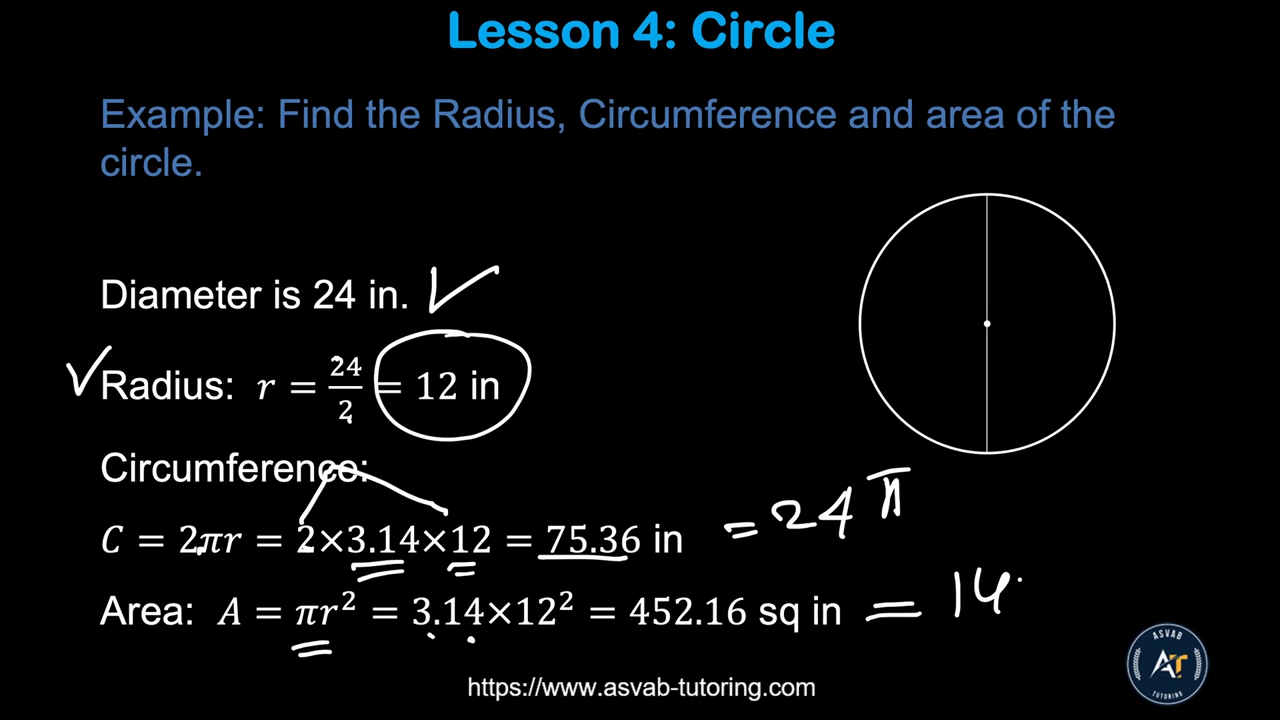 Lesson 4: Circle
Example: Find the Radius, Circumference and area of the
circle.
Diameter is 24 in.
Radius: r = 24/2 = 12 in
Circumference:
C = 2πr = 2×3.14×12 = 75.36 in = 24 π
Area: A = πr² = 3.14×12² = 452.16 sq in = 14
ASVAB
AT
TUTORING
https://www.asvab-tutoring.com